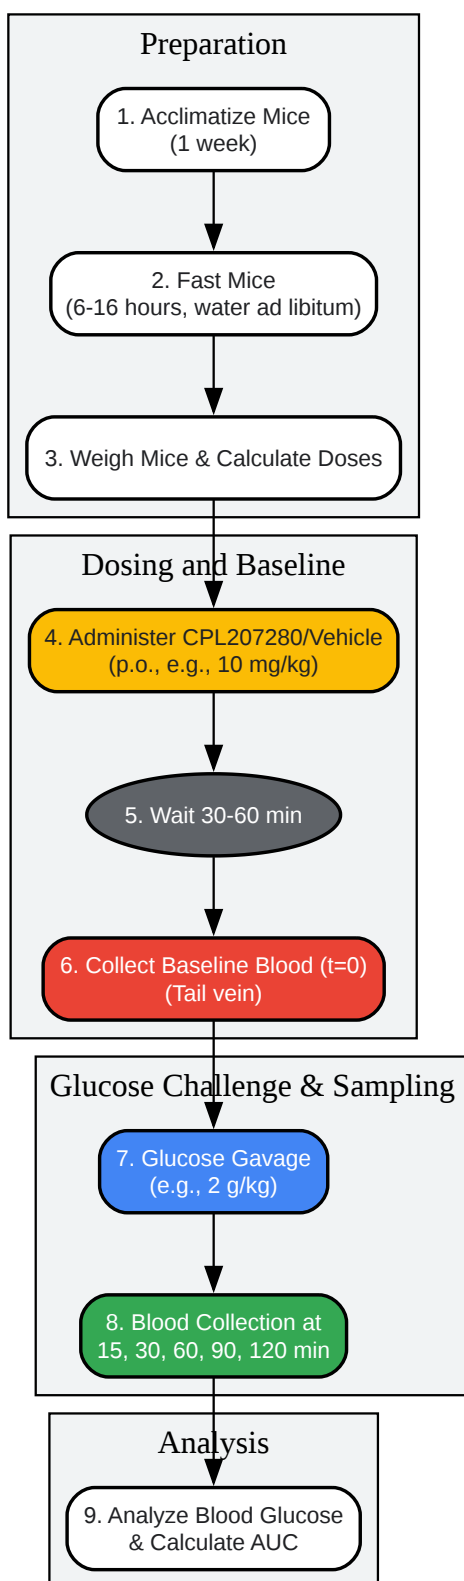 Preparation
1. Acclimatize Mice
(1 week)
2. Fast Mice
(6-16 hours, water ad libitum)
3. Weigh Mice & Calculate Doses
Dosing and Baseline
4. Administer CPL207280/Vehicle
(p.o., e.g., 10 mg/kg)
5. Wait 30-60 min
6. Collect Baseline Blood (t=0)
(Tail vein)
Glucose Challenge & Sampling
7. Glucose Gavage
(e.g., 2 g/kg)
8. Blood Collection at
15, 30, 60, 90, 120 min
Analysis
9. Analyze Blood Glucose
& Calculate AUC